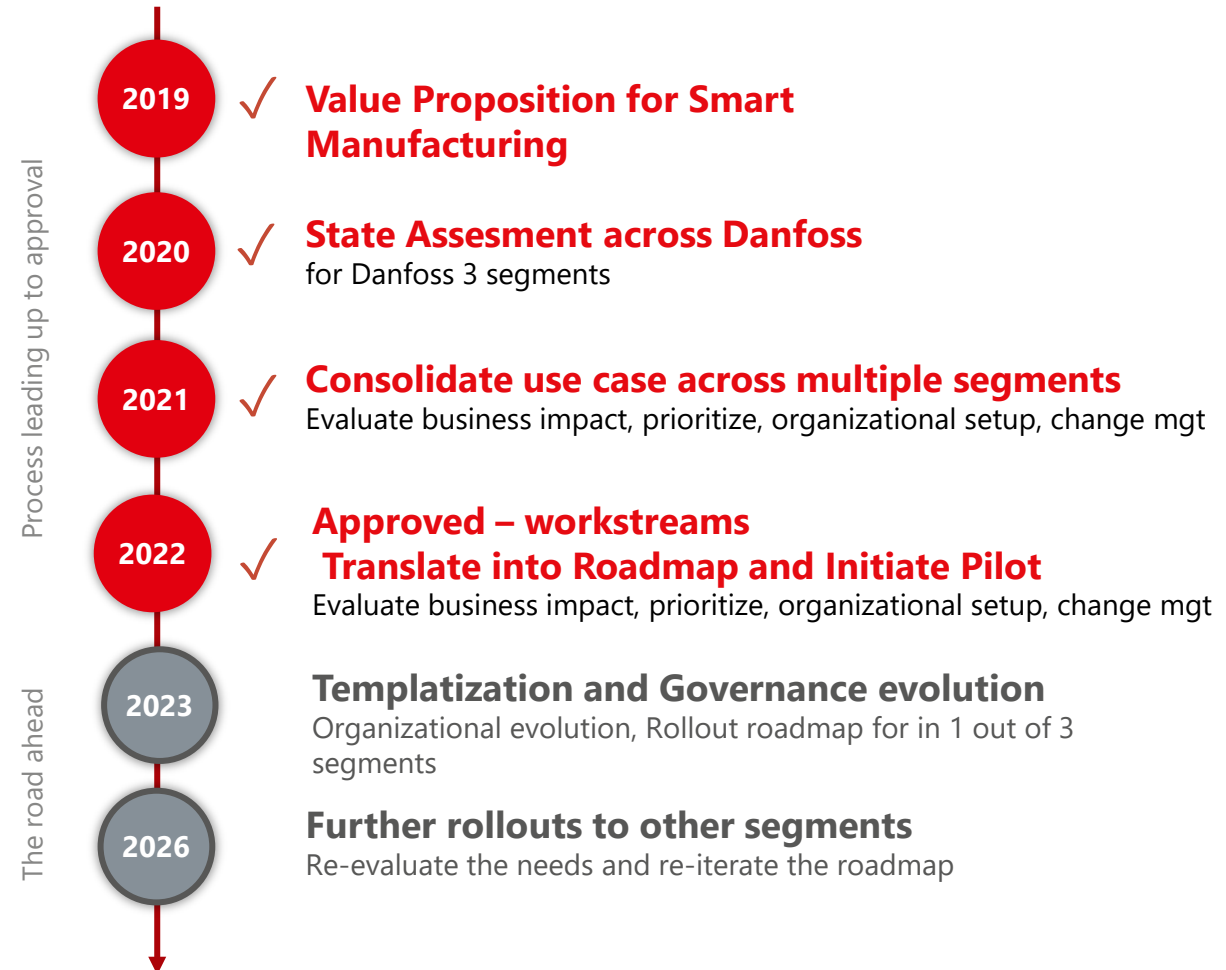 Process leading up to approval
2019
Value Proposition for Smart
Manufacturing
2020
State Assesment across Danfoss
for Danfoss 3 segments
2021
Consolidate use case across multiple segments
Evaluate business impact, prioritize, organizational setup, change mgt
2022
Approved – workstreams
Translate into Roadmap and Initiate Pilot
Evaluate business impact, prioritize, organizational setup, change mgt
The road ahead
2023
Templatization and Governance evolution
Organizational evolution, Rollout roadmap for in 1 out of 3
segments
2026
Further rollouts to other segments
Re-evaluate the needs and re-iterate the roadmap